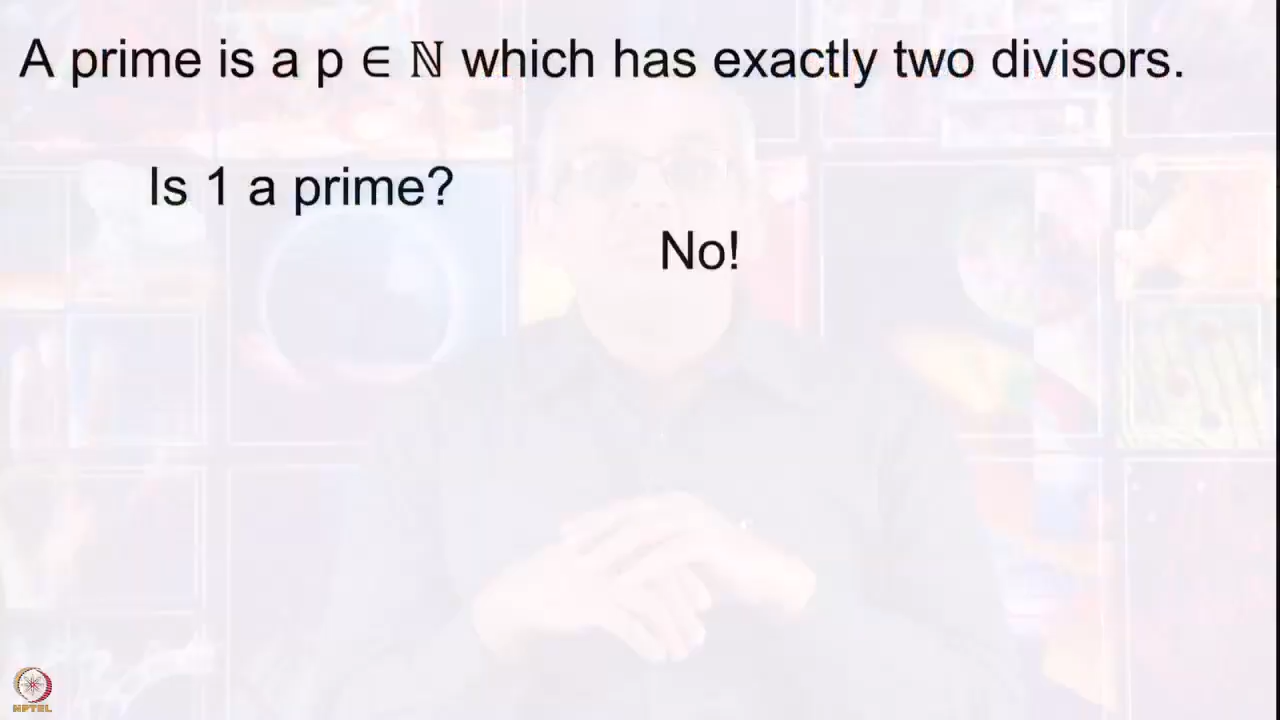 A prime is a p ∈ ℕ which has exactly two divisors.
Is 1 a prime?
No!
NPTEL